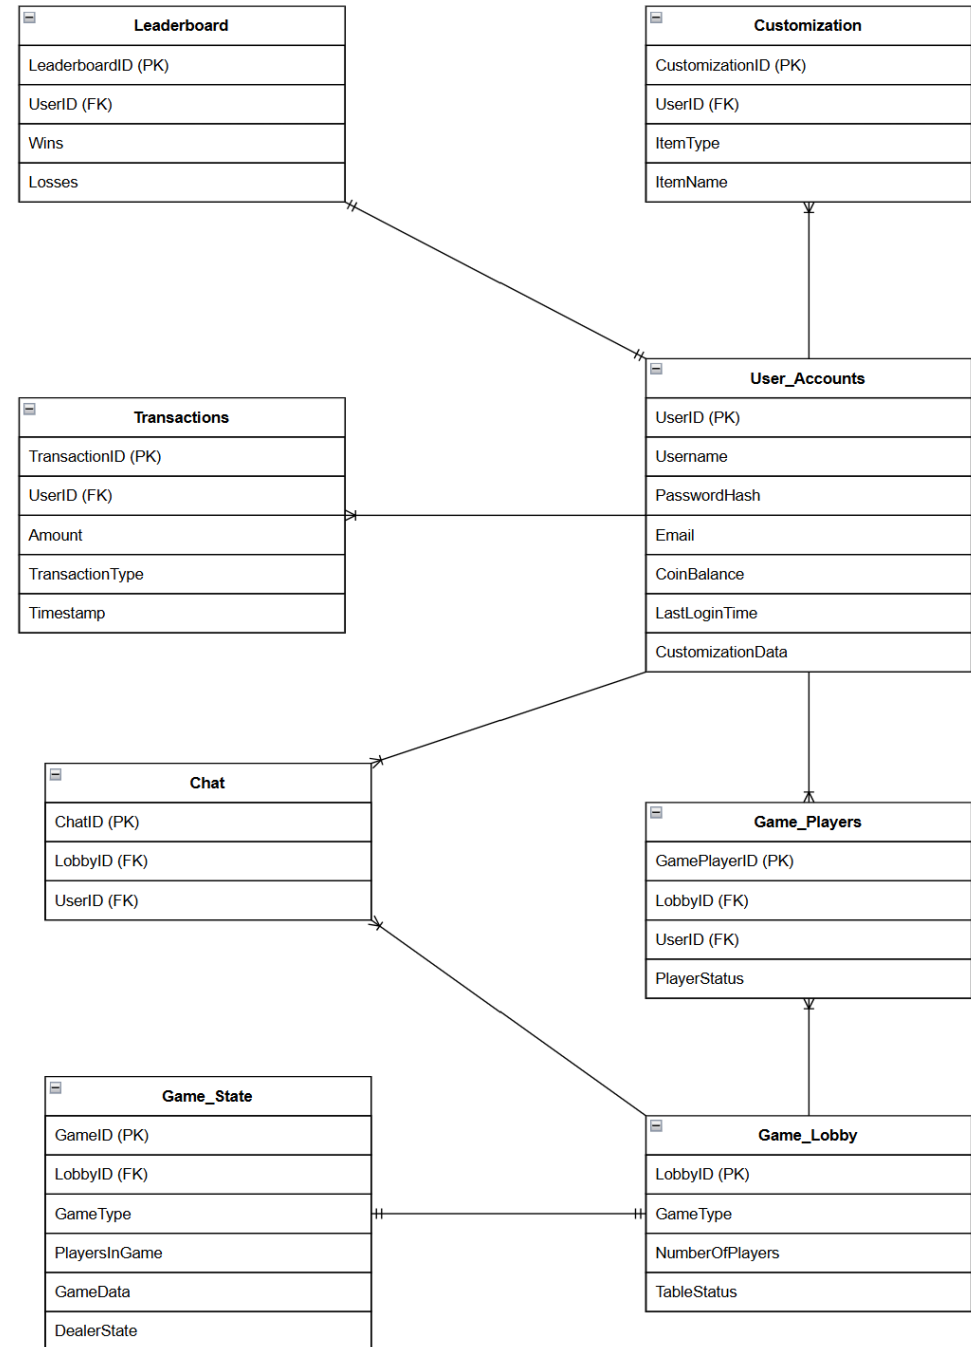 Leaderboard
LeaderboardID (PK)
UserID (FK)
Wins
Losses
Customization
CustomizationID (PK)
UserID (FK)
ItemType
ItemName
User_Accounts
UserID (PK)
Username
PasswordHash
Email
CoinBalance
LastLoginTime
CustomizationData
Transactions
TransactionID (PK)
UserID (FK)
Amount
TransactionType
Timestamp
Chat
ChatID (PK)
LobbyID (FK)
UserID (FK)
Game_Players
GamePlayerID (PK)
LobbyID (FK)
UserID (FK)
PlayerStatus
Game_State
GameID (PK)
LobbyID (FK)
GameType
PlayersInGame
GameData
DealerState
Game_Lobby
LobbyID (PK)
GameType
NumberOfPlayers
TableStatus